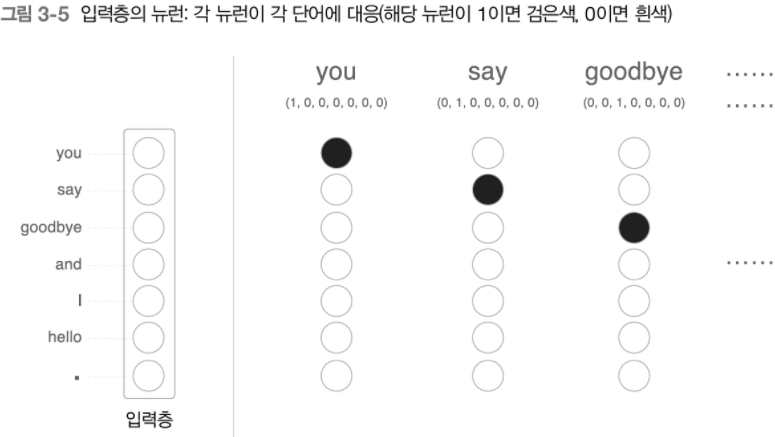 그림 3-5 입력층의 뉴런: 각 뉴런이 각 단어에 대응(해당 뉴런이 1이면 검은색, 0이면 흰색)
you say goodbye ······
(1, 0, 0, 0, 0, 0, 0) (0, 1, 0, 0, 0, 0, 0) (0, 0, 1, 0, 0, 0, 0) ······
you
say
goodbye
and ······
I
hello
.
입력층